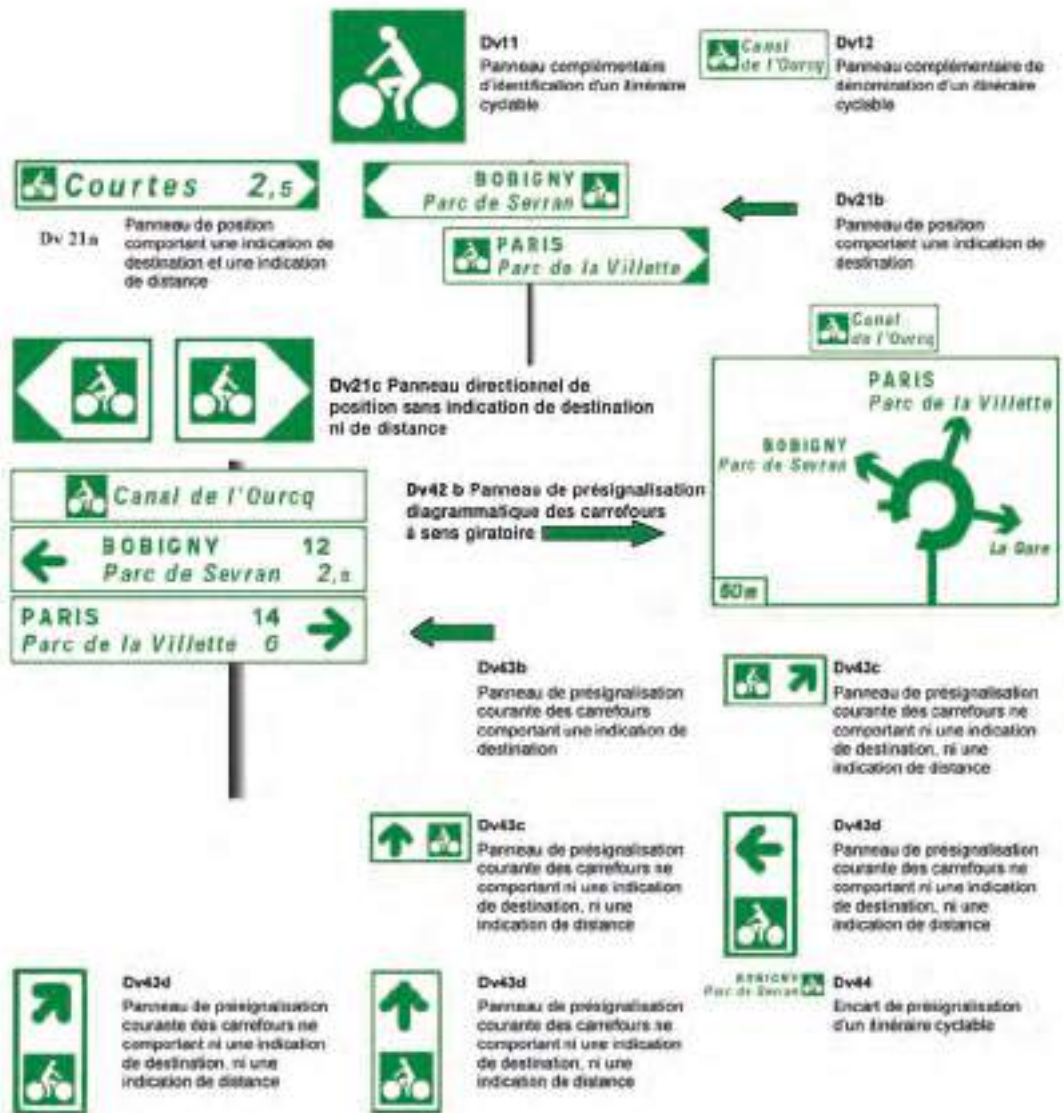 Dv11
Panneau complémentaire
d'identification d'un itinéraire
cyclable
Canal
de l'Ourcq
Dv12
Panneau complémentaire de
dénomination d'un itinéraire
cyclable
Courtes 2,5
Dv 21a
Panneau de position
comportant une indication de
destination et une indication
de distance
BOBIGNY
Parc de Sevran
PARIS
Parc de la Villette
Dv21b
Panneau de position
comportant une indication de
destination
Dv21c Panneau directionnel de
position sans indication de destination
ni de distance
Canal
de l'Ourcq
PARIS
Parc de la Villette
BOBIGNY
Parc de Sevran
La Gare
Canal de l'Ourcq
BOBIGNY 12
Parc de Sevran 2,
PARIS 14
Parc de la Villette 6
Dv42 b Panneau de présignalisation
diagrammatique des carrefours
à sens giratoire
Dv43b
Panneau de présignalisation
courante des carrefours
comportant une indication de
destination
Dv43c
Panneau de présignalisation
courante des carrefours ne
comportant ni une indication
de destination, ni une
indication de distance
Dv43c
Panneau de présignalisation
courante des carrefours ne
comportant ni une indication
de destination, ni une
indication de distance
Dv43d
Panneau de présignalisation
courante des carrefours ne
comportant ni une indication
de destination, ni une
indication de distance
Dv43d
Panneau de présignalisation
courante des carrefours ne
comportant ni une indication
de destination, ni une
indication de distance
Dv43d
Panneau de présignalisation
courante des carrefours ne
comportant ni une indication
de destination, ni une
indication de distance
BOBIGNY
Parc de Sevran
Dv44
Encart de présignalisation
d'un itinéraire cyclable